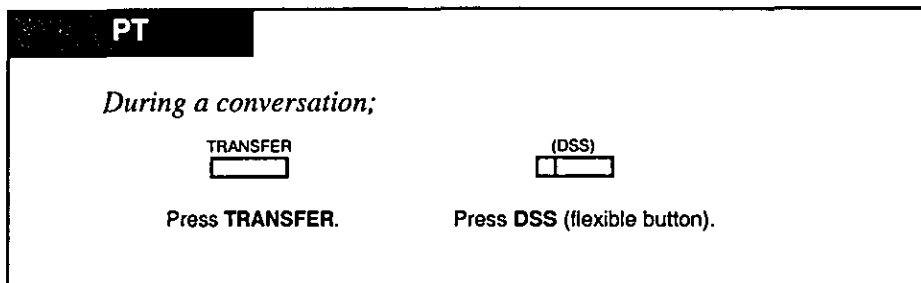 PT
During a conversation;
TRANSFER (DSS)
Press TRANSFER. Press DSS (flexible button).